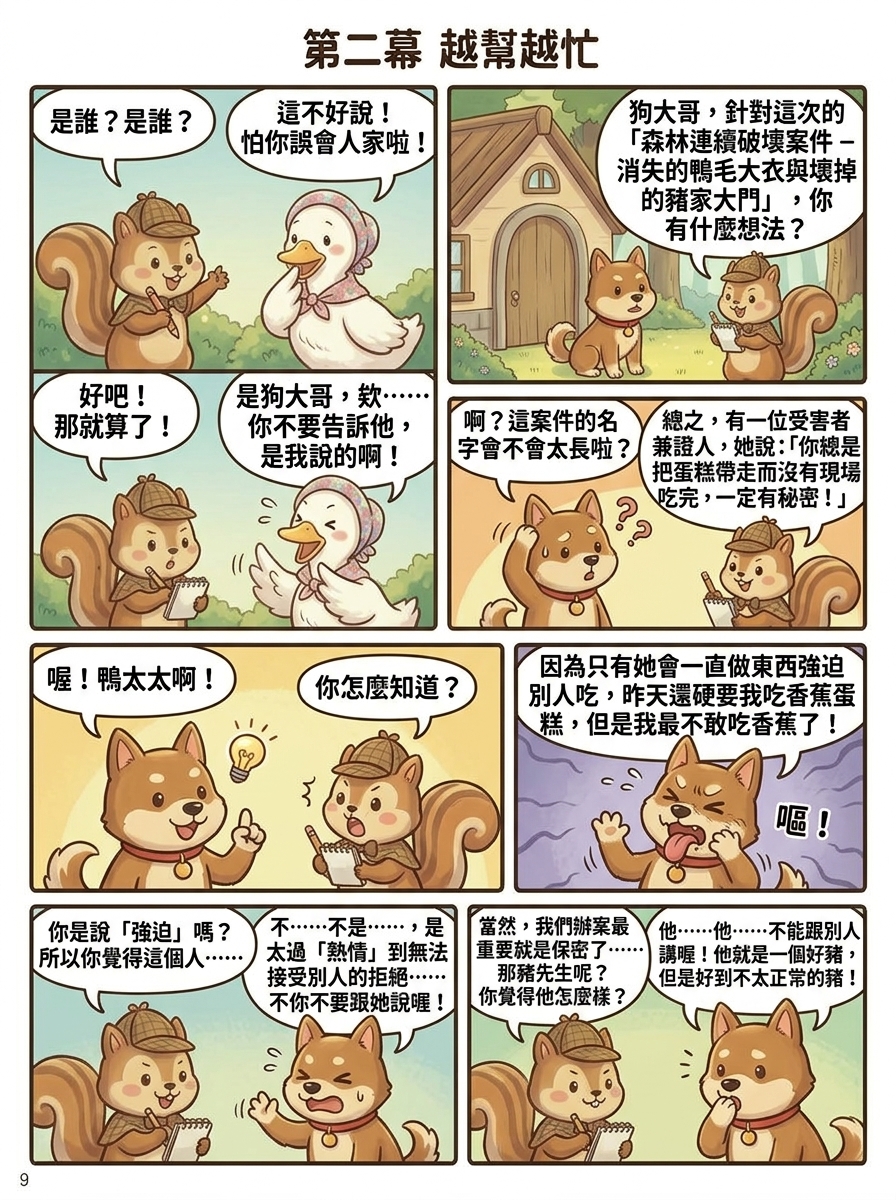 第二幕 越幫越忙
是誰？是誰？
這不好說！
怕你誤會人家啦！
好吧！
那就算了！
是狗大哥，欸……
你不要告訴他，
是我說的啊！
狗大哥，針對這次的
「森林連續破壞案件－
消失的鴨毛大衣與壞掉
的豬家大門」，你
有什麼想法？
啊？這案件的名
字會不會太長啦？
總之，有一位受害者
兼證人，她說：「你總是
把蛋糕帶走而沒有現場
吃完，一定有秘密！」
喔！鴨太太啊！
你怎麼知道？
因為只有她會一直做東西強迫
別人吃，昨天還硬要我吃香蕉蛋
糕，但是我最不敢吃香蕉了！
嘔！
你是說「強迫」嗎？
所以你覺得這個人……
不……不是……，是
太過「熱情」到無法
接受別人的拒絕……
不你不要跟她說喔！
當然，我們辦案最
重要就是保密了……
那豬先生呢？
你覺得他怎麼樣？
他……他……不能跟別人
講喔！他就是一個好豬，
但是好到不太正常的豬！
9